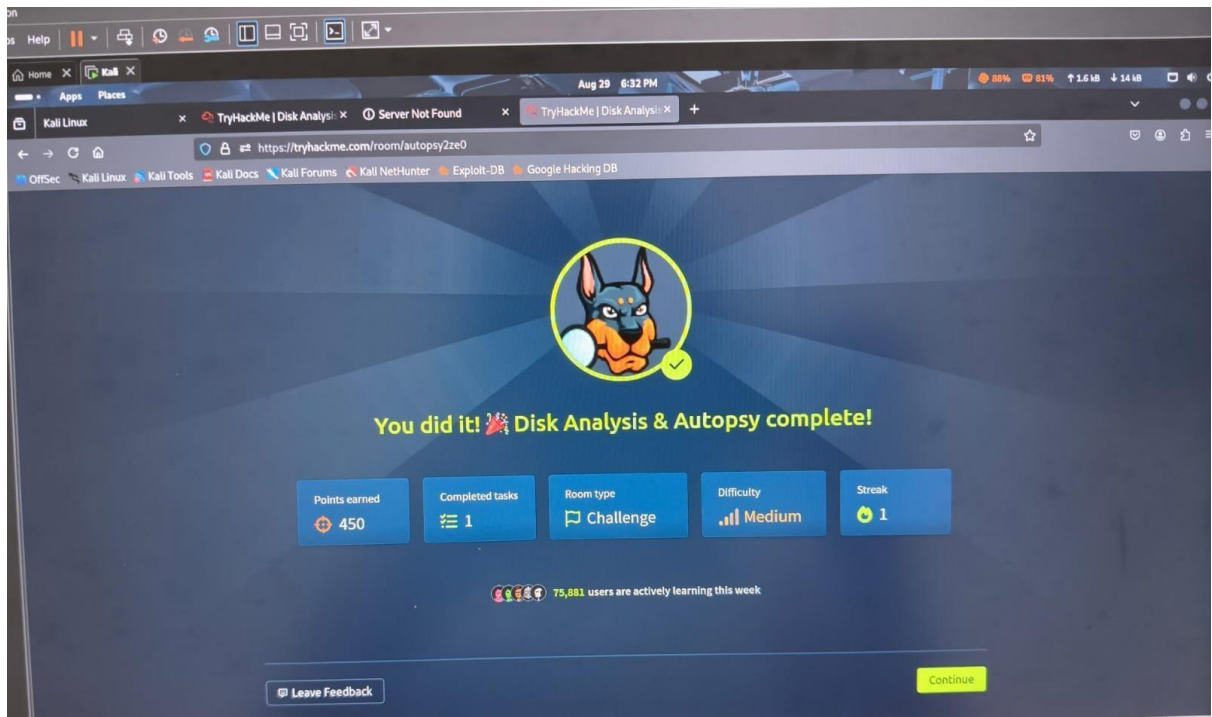 on
os Help
Home X Kali X
Apps Places Aug 29 6:32 PM 88% 81% ↑1.6 kB ↓14 kB
Kali Linux × TryHackMe | Disk Analysis × Server Not Found × TryHackMe | Disk Analysis × +
https://tryhackme.com/room/autopsy2ze0
OffSec Kali Linux Kali Tools Kali Docs Kali Forums Kali NetHunter Exploit-DB Google Hacking DB
You did it! 🎉 Disk Analysis & Autopsy complete!
Points earned Completed tasks Room type Difficulty Streak
450 1 Challenge Medium 1
75,881 users are actively learning this week
Leave Feedback Continue